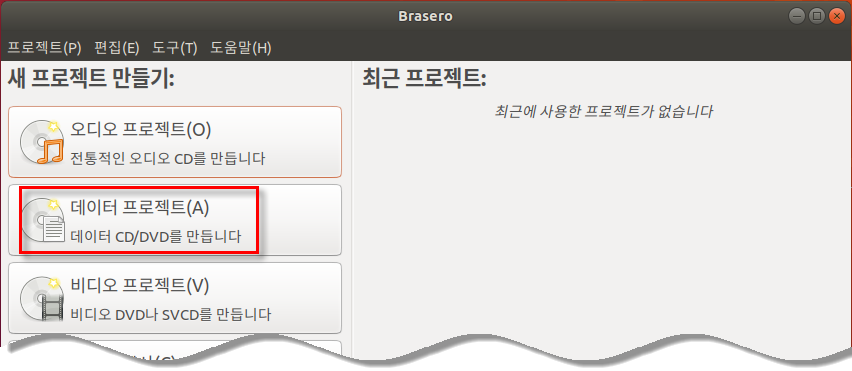 Brasero
프로젝트(P) 편집(E) 도구(T) 도움말(H)
새 프로젝트 만들기:
오디오 프로젝트(O)
전통적인 오디오 CD를 만듭니다
데이터 프로젝트(A)
데이터 CD/DVD를 만듭니다
비디오 프로젝트(V)
비디오 DVD나 SVCD를 만듭니다
최근 프로젝트:
최근에 사용한 프로젝트가 없습니다